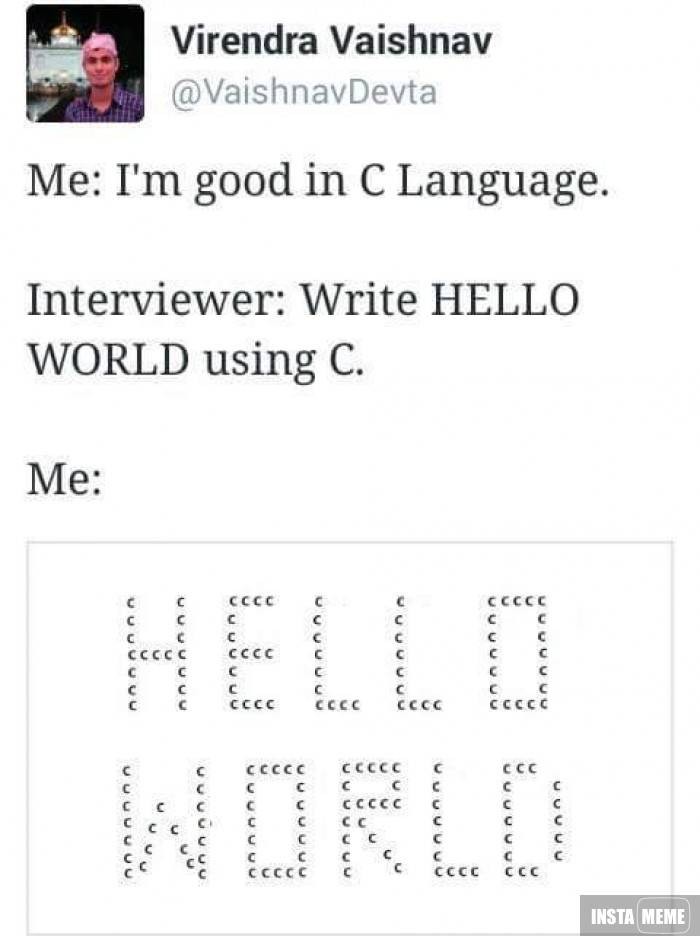 Virendra Vaishnav
@VaishnavDevta
Me: I'm good in C Language.
Interviewer: Write HELLO
WORLD using C.
Me:
HELLO
WORLD
INSTA MEME